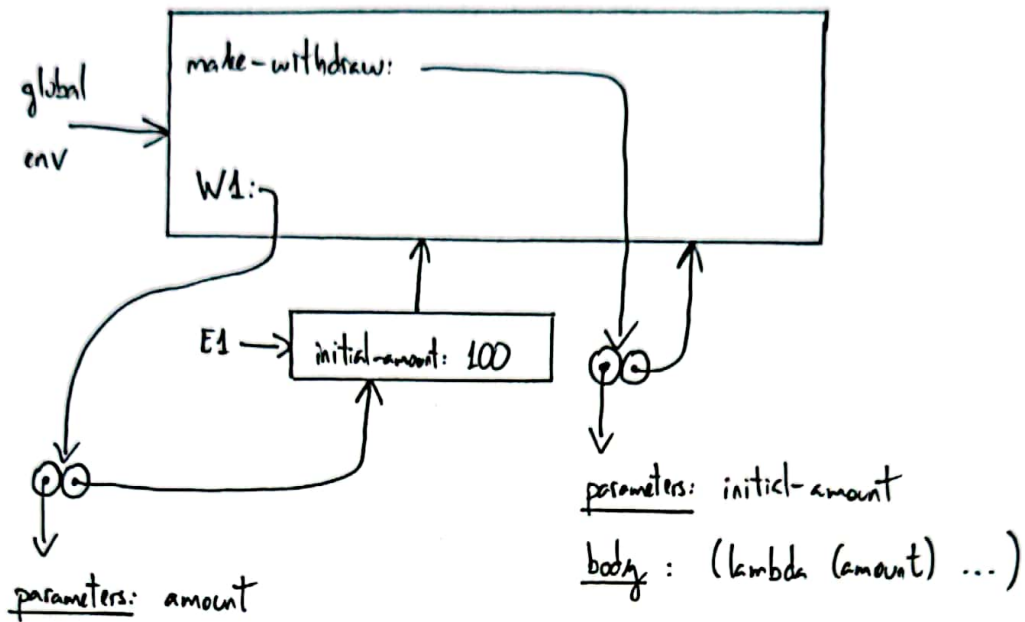 make-withdraw:
global
env
W1:
E1
initial-amount: 100
parameters: initial-amount
body: (lambda (amount) ...)
parameters: amount